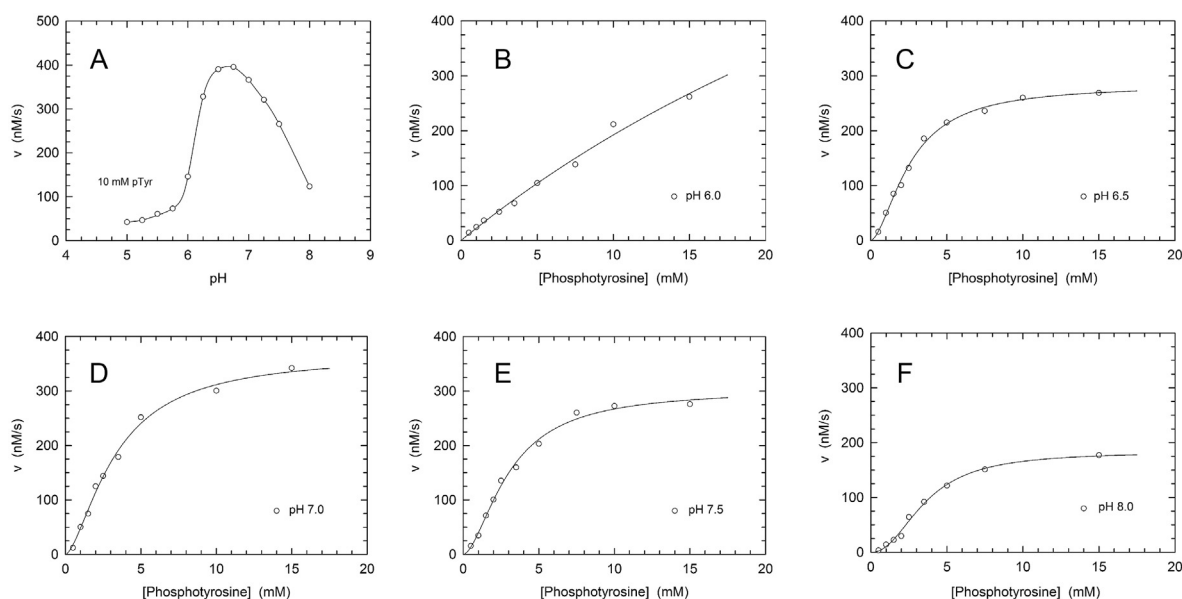 A
v (nM/s)
500
400
300
200
100
0
10 mM pTyr
4 5 6 7 8 9
pH
B
v (nM/s)
400
300
200
100
0
pH 6.0
0 5 10 15 20
[Phosphotyrosine] (mM)
C
v (nM/s)
400
300
200
100
0
pH 6.5
0 5 10 15 20
[Phosphotyrosine] (mM)
D
v (nM/s)
400
300
200
100
0
pH 7.0
0 5 10 15 20
[Phosphotyrosine] (mM)
E
v (nM/s)
400
300
200
100
0
pH 7.5
0 5 10 15 20
[Phosphotyrosine] (mM)
F
v (nM/s)
400
300
200
100
0
pH 8.0
0 5 10 15 20
[Phosphotyrosine] (mM)